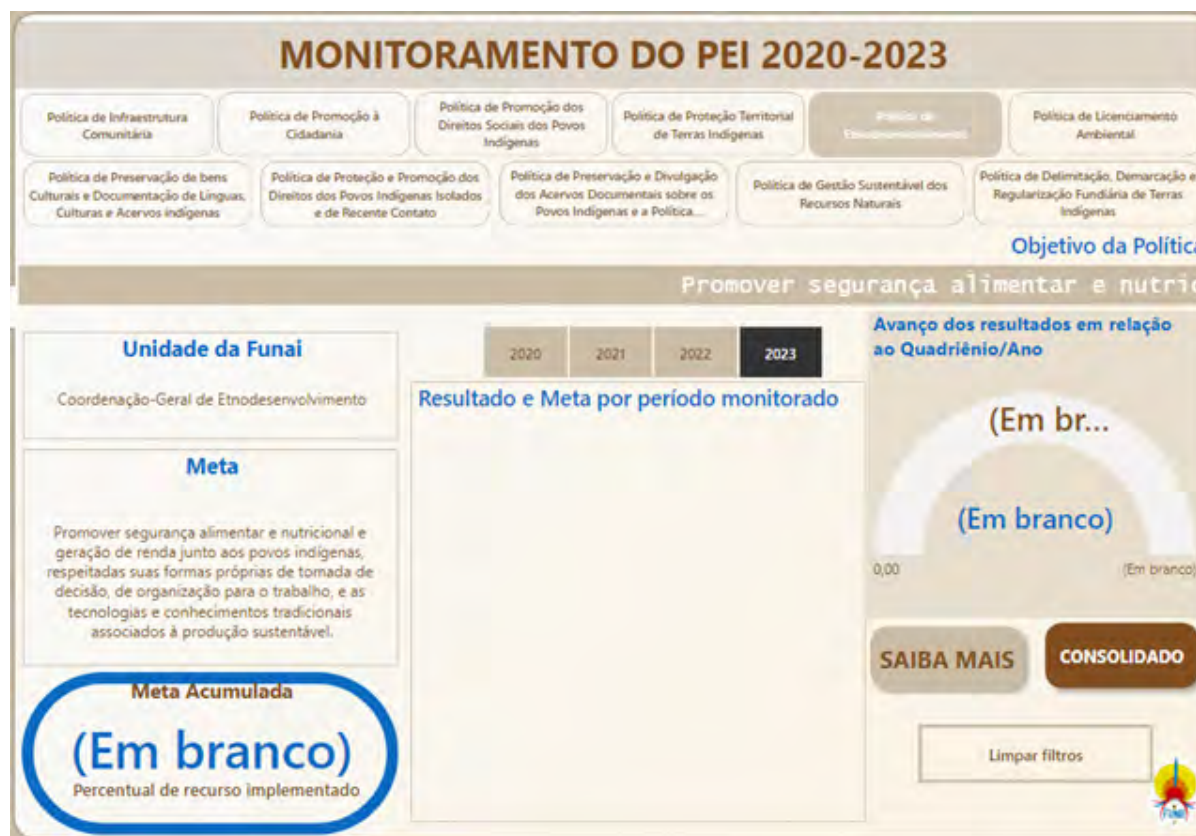 MONITORAMENTO DO PEI 2020-2023
Política de Infraestrutura
Comunitária
Política de Promoção à
Cidadania
Política de Promoção dos
Direitos Sociais dos Povos
Indígenas
Política de Proteção Territorial
de Terras Indígenas
Política de
Política de Licenciamento
Ambiental
Política de Preservação de bens
Culturais e Documentação de Línguas,
Culturas e Acervos indígenas
Política de Proteção e Promoção dos
Direitos dos Povos Indígenas Isolados
e de Recente Contato
Política de Preservação e Divulgação
dos Acervos Documentais sobre os
Povos Indígenas e a Política...
Política de Gestão Sustentável dos
Recursos Naturais
Política de Delimitação, Demarcação e
Regularização Fundiária de Terras
Indígenas
Objetivo da Política
Promover segurança alimentar e nutric
Unidade da Funai
Coordenação-Geral de Etnodesenvolvimento
Meta
Promover segurança alimentar e nutricional e
geração de renda junto aos povos indígenas,
respeitadas suas formas próprias de tomada de
decisão, de organização para o trabalho, e as
tecnologias e conhecimentos tradicionais
associados à produção sustentável.
Meta Acumulada
(Em branco)
Percentual de recurso implementado
2020 2021 2022 2023
Resultado e Meta por período monitorado
Avanço dos resultados em relação
ao Quadriênio/Ano
(Em br...
(Em branco)
0,00 (Em branco)
SAIBA MAIS
CONSOLIDADO
Limpar filtros
FUNAI